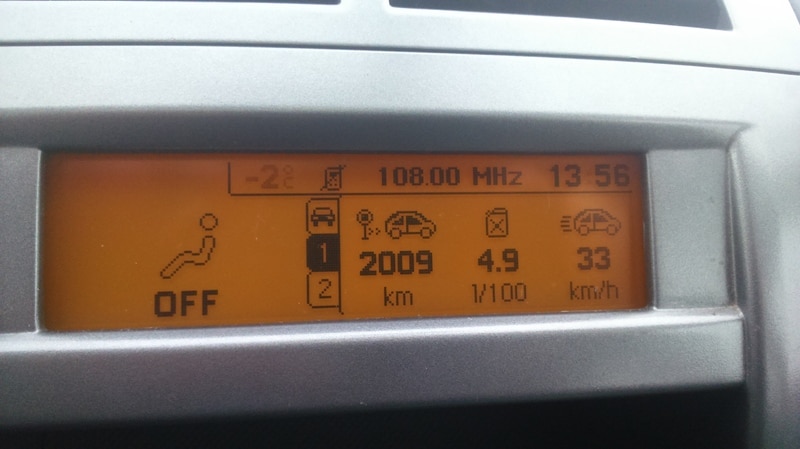 -2°C 108.00 MHz 13:56
1
2009 4.9 33
km l/100 km/h
OFF
2